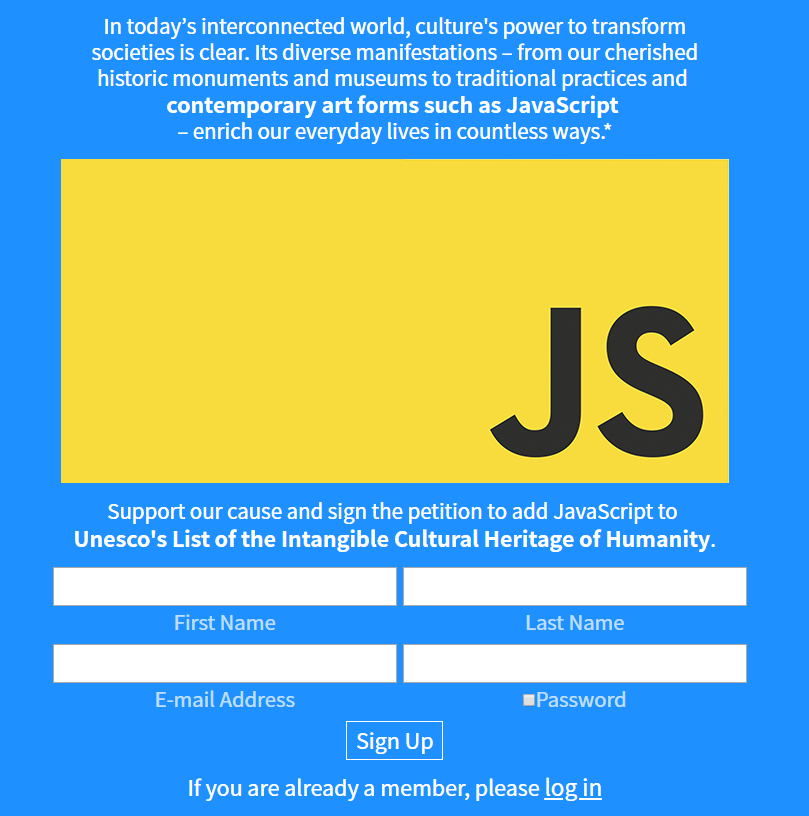 In today’s interconnected world, culture's power to transform
societies is clear. Its diverse manifestations – from our cherished
historic monuments and museums to traditional practices and
contemporary art forms such as JavaScript
– enrich our everyday lives in countless ways.*
JS
Support our cause and sign the petition to add JavaScript to
Unesco's List of the Intangible Cultural Heritage of Humanity.
First Name Last Name
E-mail Address Password
Sign Up
If you are already a member, please log in